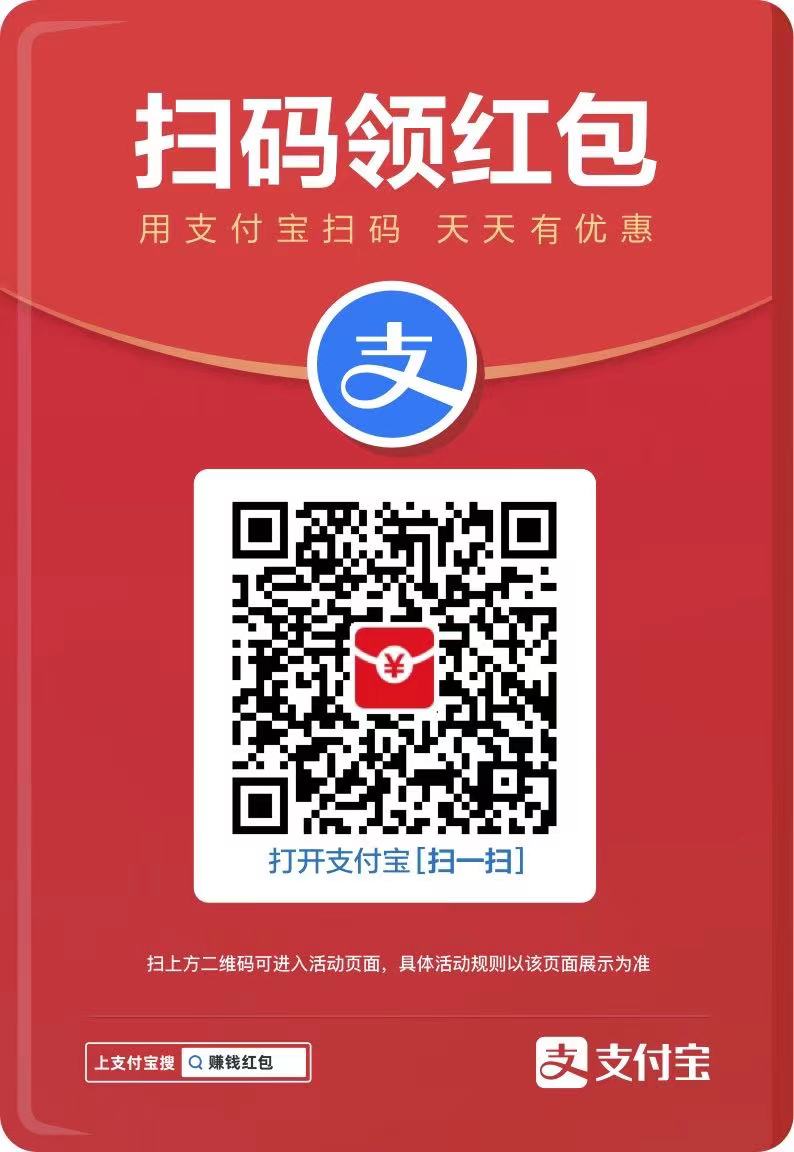 扫码领红包
用支付宝扫码 天天有优惠
支
¥
打开支付宝[扫一扫]
扫上方二维码可进入活动页面，具体活动规则以该页面展示为准
上支付宝搜 赚钱红包
支 支付宝